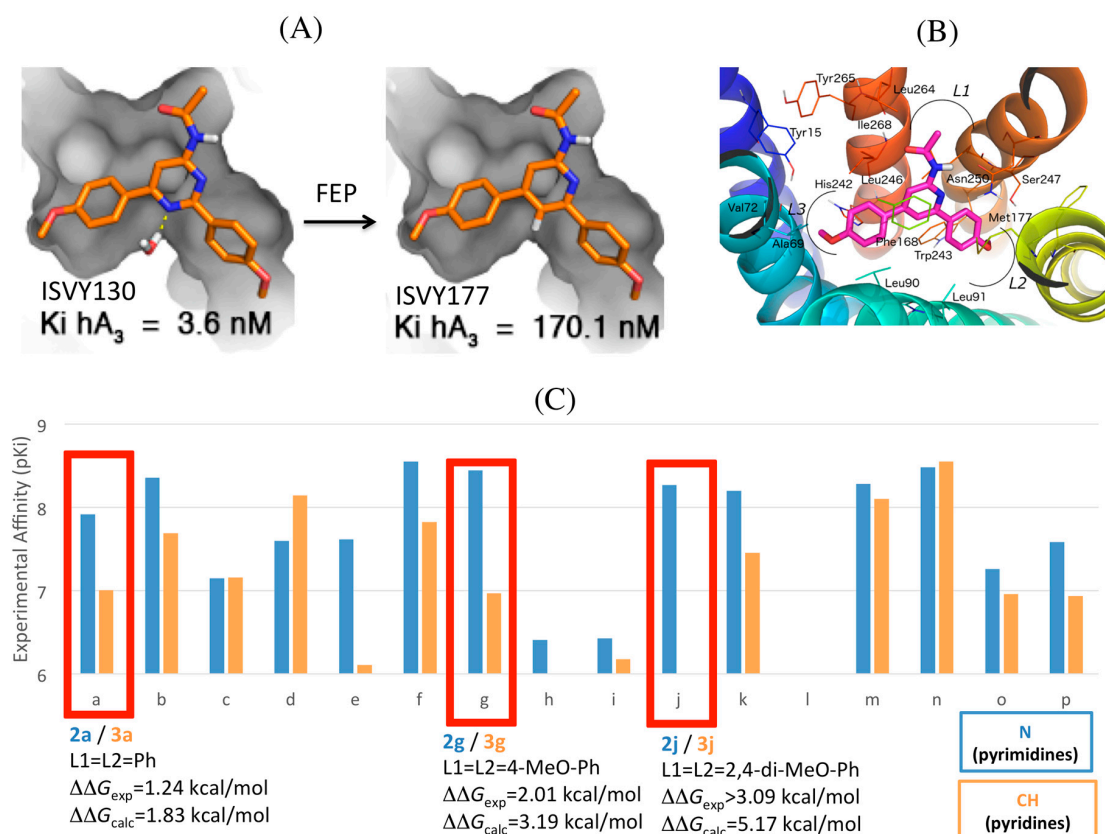 (A)
FEP
ISVY130
Ki hA3 = 3.6 nM
ISVY177
Ki hA3 = 170.1 nM
(B)
Tyr265
Leu264
L1
Ile268
Tyr15
Leu246
Asn250
Ser247
His242
L3
Val72
Met177
Ala69
Phe168
Trp243
L2
Leu90
Leu91
(C)
Experimental Affinity (pKi)
9
8
7
6
a b c d e f g h i j k l m n o p
2a / 3a
L1=L2=Ph
ΔΔGexp=1.24 kcal/mol
ΔΔGcalc=1.83 kcal/mol
2g / 3g
L1=L2=4-MeO-Ph
ΔΔGexp=2.01 kcal/mol
ΔΔGcalc=3.19 kcal/mol
2j / 3j
L1=L2=2,4-di-MeO-Ph
ΔΔGexp>3.09 kcal/mol
ΔΔGcalc=5.17 kcal/mol
N
(pyrimidines)
CH
(pyridines)